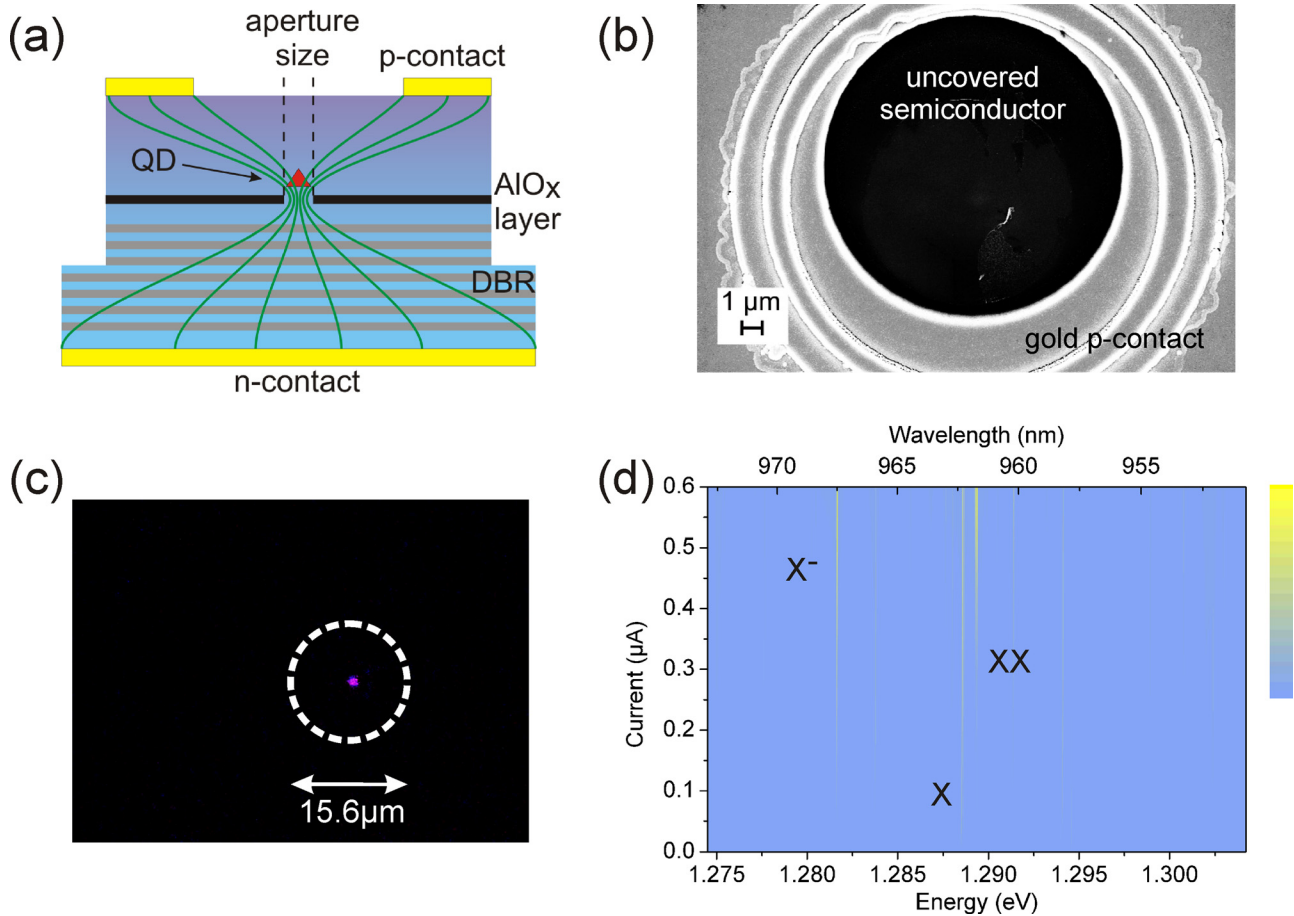 (a)
aperture
size
p-contact
QD
AlOx
layer
DBR
n-contact
(b)
uncovered
semiconductor
1 µm
gold p-contact
(c)
15.6µm
(d)
Wavelength (nm)
970 965 960 955
0.6
0.5
0.4
0.3
0.2
0.1
0.0
Current (µA)
X-
XX
X
1.275 1.280 1.285 1.290 1.295 1.300
Energy (eV)